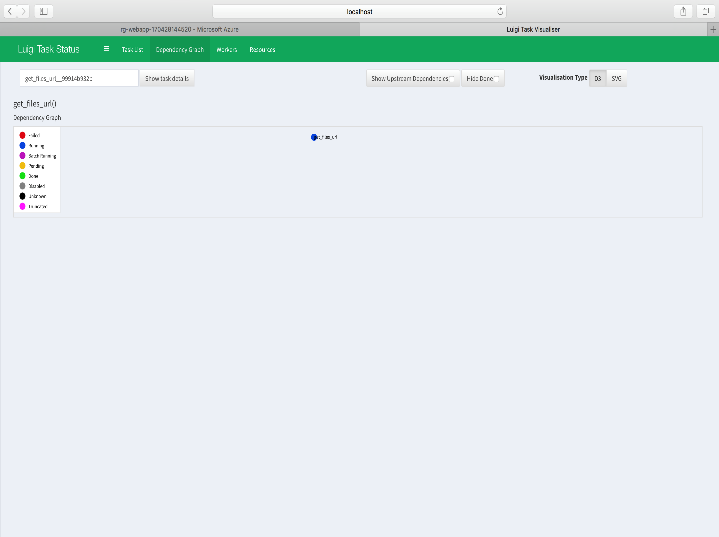 localhost
rg-webapp-170428144520 - Microsoft Azure
Luigi Task Visualiser
Luigi Task Status Task List Dependency Graph Workers Resources
get_files_url__99914b932b Show task details Show Upstream Dependencies Hide Done Visualisation Type D3 SVG
get_files_url()
Dependency Graph
get_files_url
Failed
Running
Batch Running
Pending
Done
Disabled
Unknown
Truncated